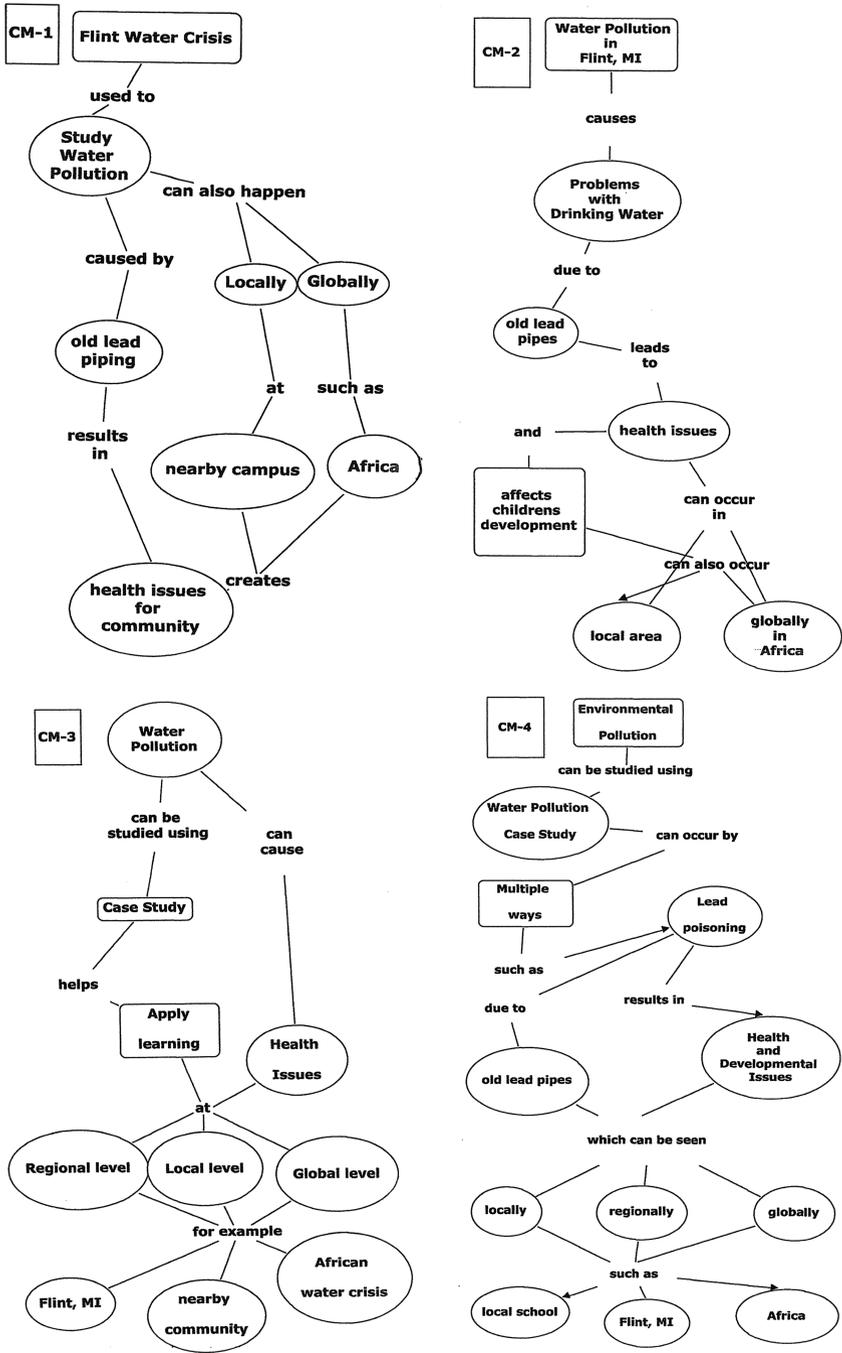 CM-1
Flint Water Crisis
used to
Study
Water
Pollution
can also happen
caused by
Locally
Globally
old lead
piping
at
such as
results
in
nearby campus
Africa
creates
health issues
for
community
CM-2
Water Pollution
in
Flint, MI
causes
Problems
with
Drinking Water
due to
old lead
pipes
leads
to
and
health issues
affects
childrens
development
can occur
in
can also occur
local area
globally
in
Africa
CM-3
Water
Pollution
can be
studied using
can
cause
Case Study
helps
Apply
learning
Health
Issues
at
Regional level
Local level
Global level
for example
Flint, MI
nearby
community
African
water crisis
CM-4
Environmental
Pollution
can be studied using
Water Pollution
Case Study
can occur by
Multiple
ways
Lead
poisoning
such as
due to
results in
old lead pipes
Health
and
Developmental
Issues
which can be seen
locally
regionally
globally
such as
local school
Flint, MI
Africa